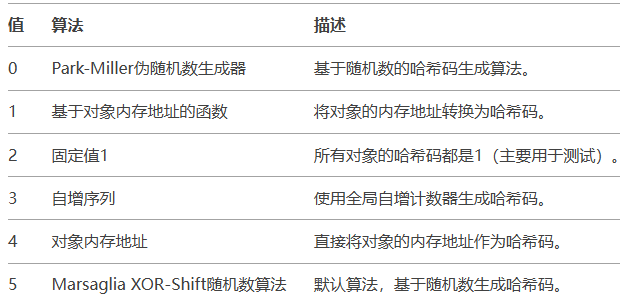 值 算法 描述
0 Park-Miller伪随机数生成器 基于随机数的哈希码生成算法。
1 基于对象内存地址的函数 将对象的内存地址转换为哈希码。
2 固定值1 所有对象的哈希码都是1（主要用于测试）。
3 自增序列 使用全局自增计数器生成哈希码。
4 对象内存地址 直接将对象的内存地址作为哈希码。
5 Marsaglia XOR-Shift随机数算法 默认算法，基于随机数生成哈希码。